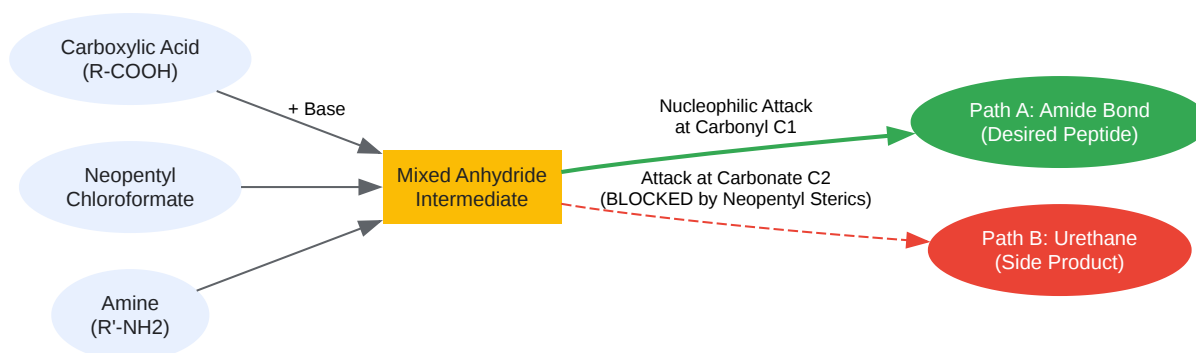 Carboxylic Acid
(R-COOH)
+ Base
Neopentyl
Chloroformate
Amine
(R'-NH2)
Mixed Anhydride
Intermediate
Nucleophilic Attack
at Carbonyl C1
Attack at Carbonate C2
(BLOCKED by Neopentyl Sterics)
Path A: Amide Bond
(Desired Peptide)
Path B: Urethane
(Side Product)